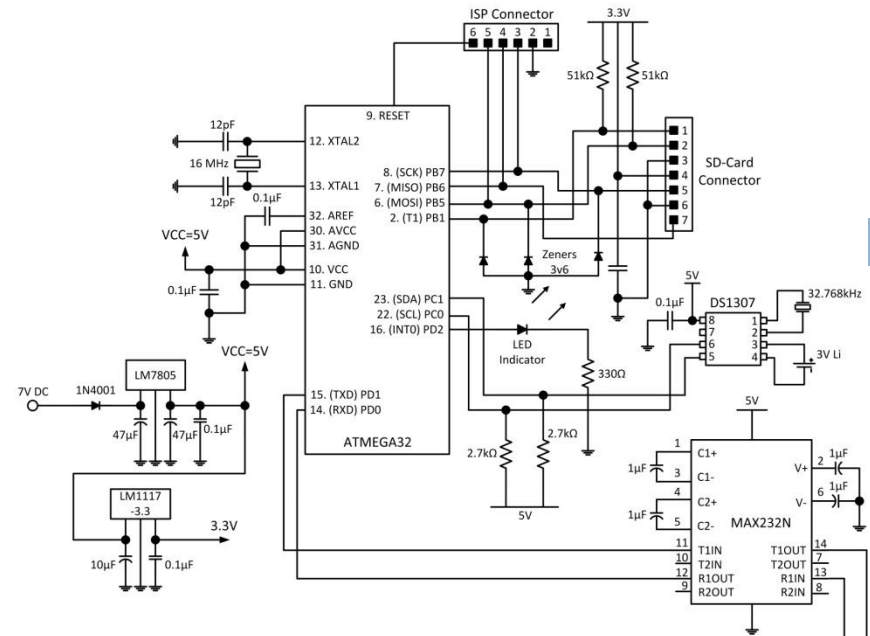 ISP Connector
6 5 4 3 2 1
3.3V
51kΩ
51kΩ
9. RESET
12pF
12. XTAL2
16 MHz
13. XTAL1
12pF
0.1µF
32. AREF
30. AVCC
31. AGND
VCC=5V
10. VCC
11. GND
0.1µF
8. (SCK) PB7
7. (MISO) PB6
6. (MOSI) PB5
2. (T1) PB1
1
2
3
4
5
6
7
SD-Card
Connector
Zeners
3v6
23. (SDA) PC1
22. (SCL) PC0
16. (INT0) PD2
LED
Indicator
330Ω
5V
0.1µF
DS1307
32.768kHz
8 1
7 2
6 3
5 4
3V Li
VCC=5V
LM7805
7V DC
1N4001
47µF
47µF
0.1µF
15. (TXD) PD1
14. (RXD) PD0
ATMEGA32
2.7kΩ
2.7kΩ
5V
LM1117
-3.3
3.3V
10µF
0.1µF
5V
1 C1+
1µF
3 C1-
4 C2+
1µF
5 C2-
V+ 2 1µF
V- 6 1µF
MAX232N
11 T1IN T1OUT 14
10 T2IN T2OUT 7
12 R1OUT R1IN 13
9 R2OUT R2IN 8